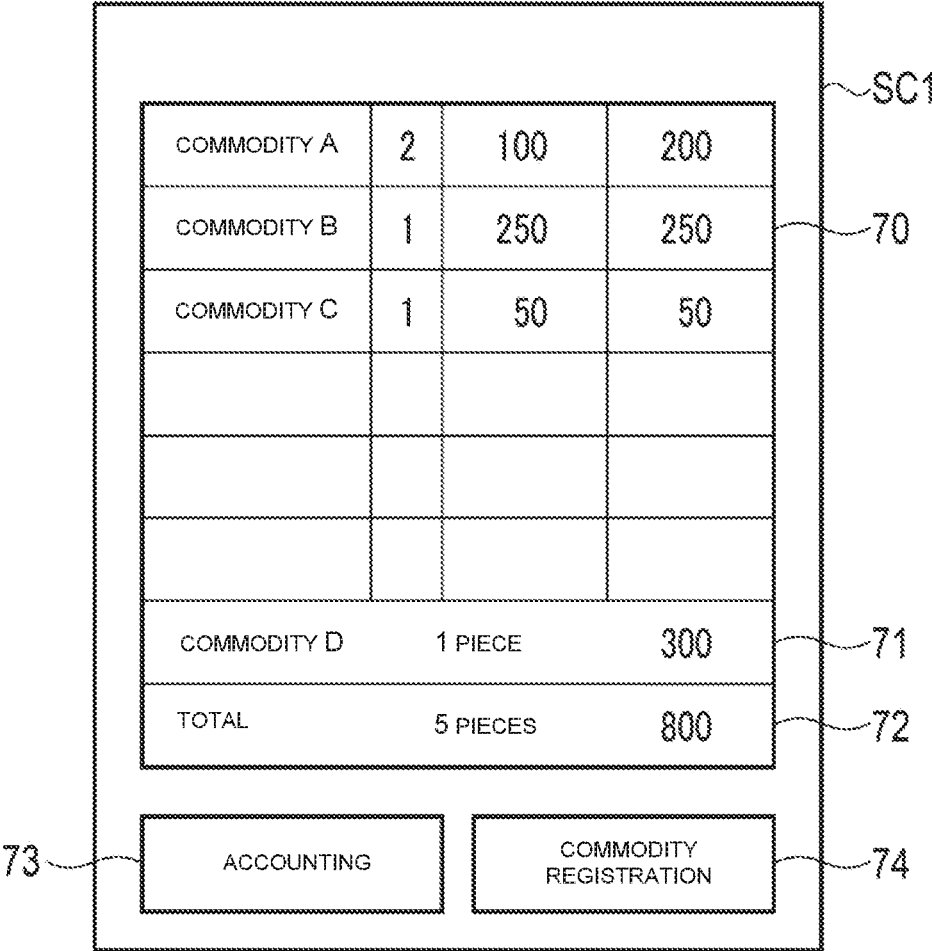 SC1
COMMODITY A 2 100 200
COMMODITY B 1 250 250 70
COMMODITY C 1 50 50
COMMODITY D 1 PIECE 300 71
TOTAL 5 PIECES 800 72
73 ACCOUNTING
COMMODITY
REGISTRATION 74